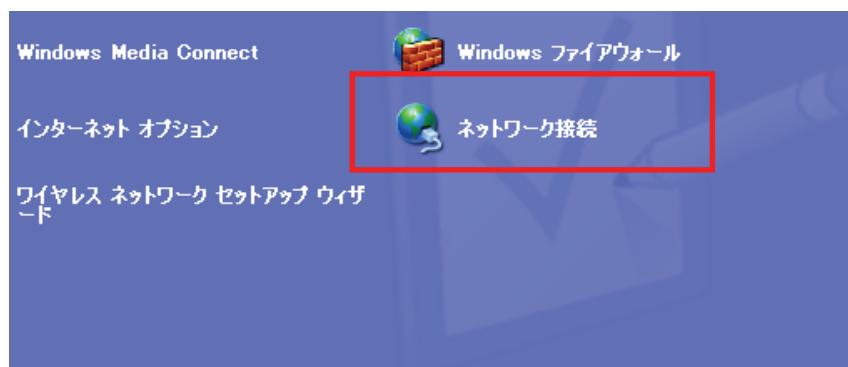 Windows Media Connect
Windows ファイアウォール
インターネット オプション
ネットワーク接続
ワイヤレス ネットワーク セットアップ ウィザ
ード